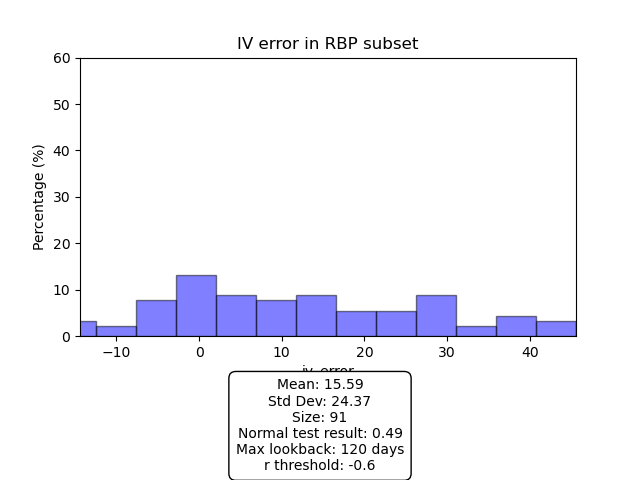 IV error in RBP subset
60
50
40
30
20
10
0
Percentage (%)
−10 0 10 20 30 40
iv_error
Mean: 15.59
Std Dev: 24.37
Size: 91
Normal test result: 0.49
Max lookback: 120 days
r threshold: -0.6